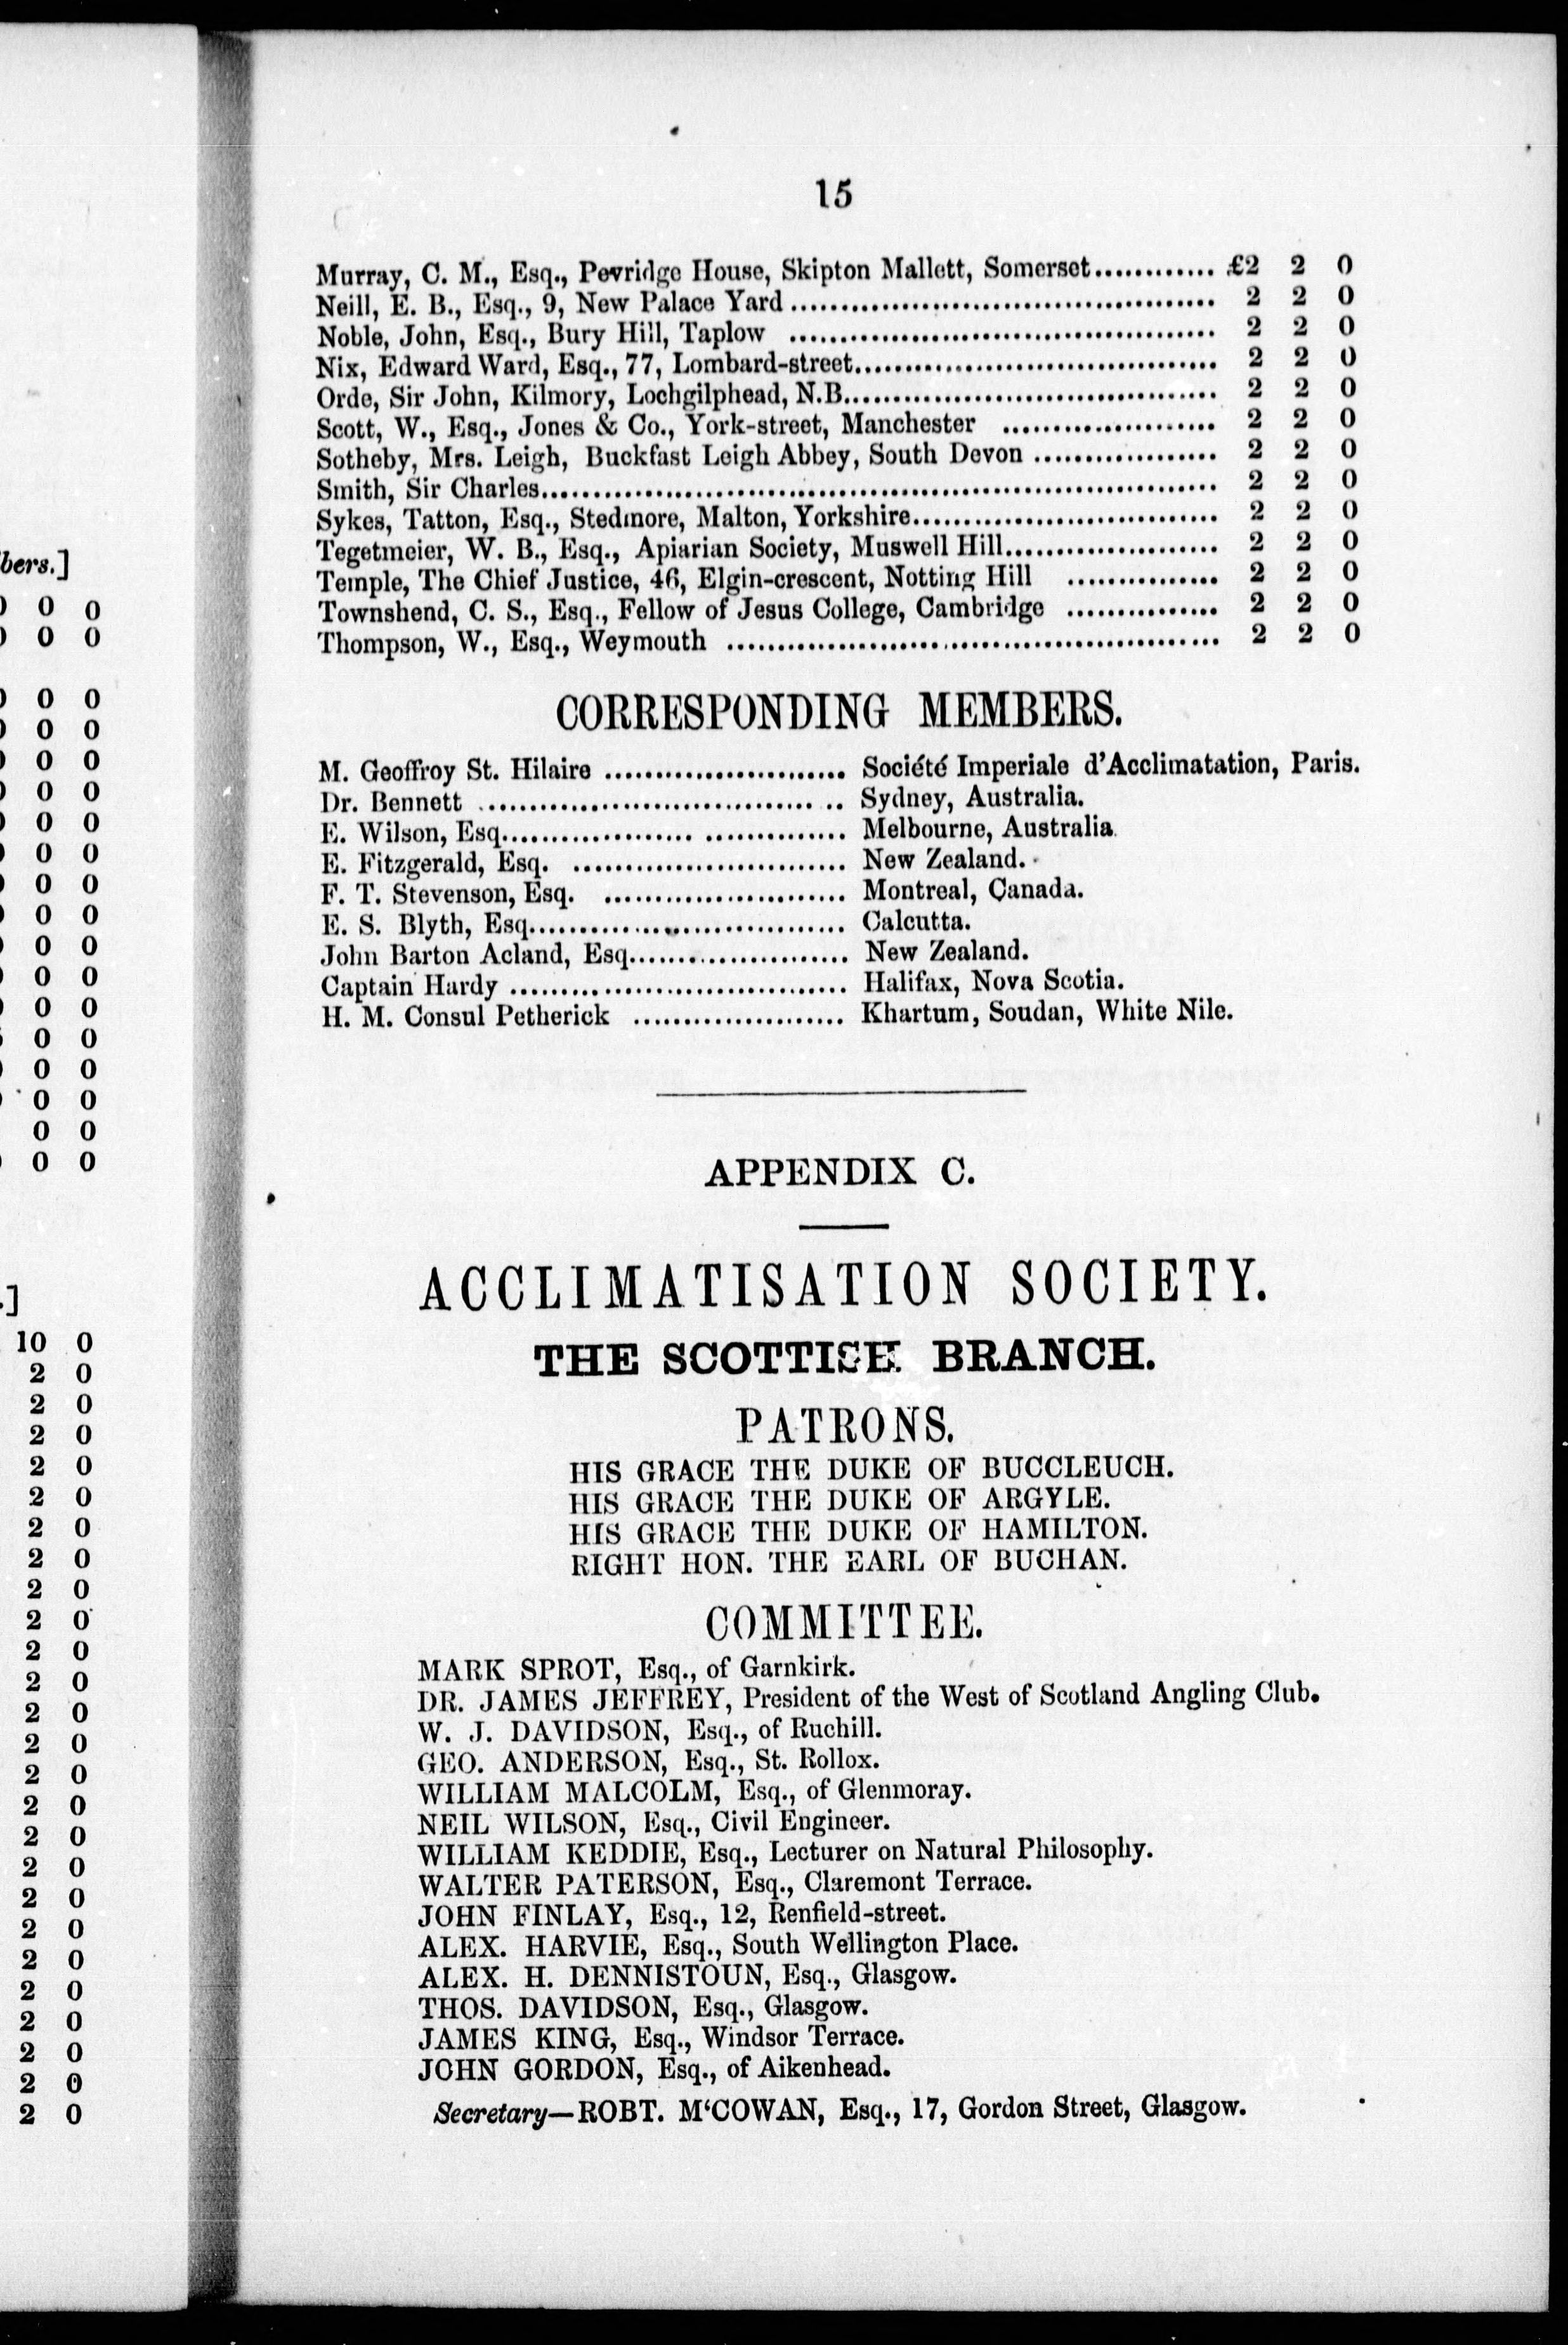 15
Murray, C. M., Esq., Pevridge House, Skipton Mallett, Somerset............ £2 2 0
Neill, E. B., Esq., 9, New Palace Yard .......................................... 2 2 0
Noble, John, Esq., Bury Hill, Taplow .......................................... 2 2 0
Nix, Edward Ward, Esq., 77, Lombard-street.................................... 2 2 0
Orde, Sir John, Kilmory, Lochgilphead, N.B..................................... 2 2 0
Scott, W., Esq., Jones & Co., York-street, Manchester ..................... 2 2 0
Sotheby, Mrs. Leigh, Buckfast Leigh Abbey, South Devon .................. 2 2 0
Smith, Sir Charles................................................................... 2 2 0
Sykes, Tatton, Esq., Stedmore, Malton, Yorkshire.............................. 2 2 0
Tegetmeier, W. B., Esq., Apiarian Society, Muswell Hill..................... 2 2 0
Temple, The Chief Justice, 46, Elgin-crescent, Notting Hill ............... 2 2 0
Townshend, C. S., Esq., Fellow of Jesus College, Cambridge ............... 2 2 0
Thompson, W., Esq., Weymouth ................................................. 2 2 0
CORRESPONDING MEMBERS.
M. Geoffroy St. Hilaire ........................ Société Imperiale d'Acclimatation, Paris.
Dr. Bennett .................................... Sydney, Australia.
E. Wilson, Esq.................................. Melbourne, Australia.
E. Fitzgerald, Esq. ........................... New Zealand.
F. T. Stevenson, Esq. ........................ Montreal, Canada.
E. S. Blyth, Esq................................ Calcutta.
John Barton Acland, Esq...................... New Zealand.
Captain Hardy ................................. Halifax, Nova Scotia.
H. M. Consul Petherick ..................... Khartum, Soudan, White Nile.
APPENDIX C.
ACCLIMATISATION SOCIETY.
THE SCOTTISH BRANCH.
PATRONS.
HIS GRACE THE DUKE OF BUCCLEUCH.
HIS GRACE THE DUKE OF ARGYLE.
HIS GRACE THE DUKE OF HAMILTON.
RIGHT HON. THE EARL OF BUCHAN.
COMMITTEE.
MARK SPROT, Esq., of Garnkirk.
DR. JAMES JEFFREY, President of the West of Scotland Angling Club.
W. J. DAVIDSON, Esq., of Ruchill.
GEO. ANDERSON, Esq., St. Rollox.
WILLIAM MALCOLM, Esq., of Glenmoray.
NEIL WILSON, Esq., Civil Engineer.
WILLIAM KEDDIE, Esq., Lecturer on Natural Philosophy.
WALTER PATERSON, Esq., Claremont Terrace.
JOHN FINLAY, Esq., 12, Renfield-street.
ALEX. HARVIE, Esq., South Wellington Place.
ALEX. H. DENNISTOUN, Esq., Glasgow.
THOS. DAVIDSON, Esq., Glasgow.
JAMES KING, Esq., Windsor Terrace.
JOHN GORDON, Esq., of Aikenhead.
Secretary—ROBT. M'COWAN, Esq., 17, Gordon Street, Glasgow.